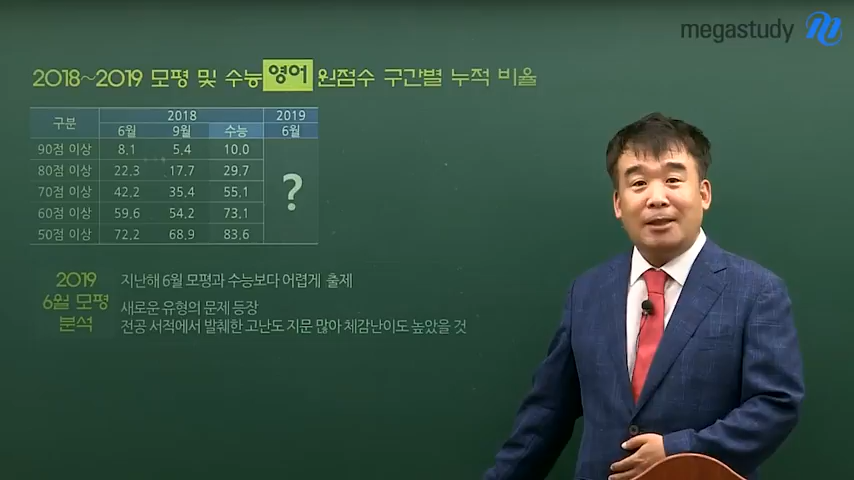 megastudy
2018~2019 모평 및 수능 영어 원점수 구간별 누적 비율
구분 2018 2019
6월 9월 수능 6월
90점 이상 8.1 5.4 10.0
80점 이상 22.3 17.7 29.7
70점 이상 42.2 35.4 55.1
60점 이상 59.6 54.2 73.1
50점 이상 72.2 68.9 83.6
?
2019 6월 모평 분석
지난해 6월 모평과 수능보다 어렵게 출제
새로운 유형의 문제 등장
전공 서적에서 발췌한 고난도 지문 많아 체감난이도 높았을 것